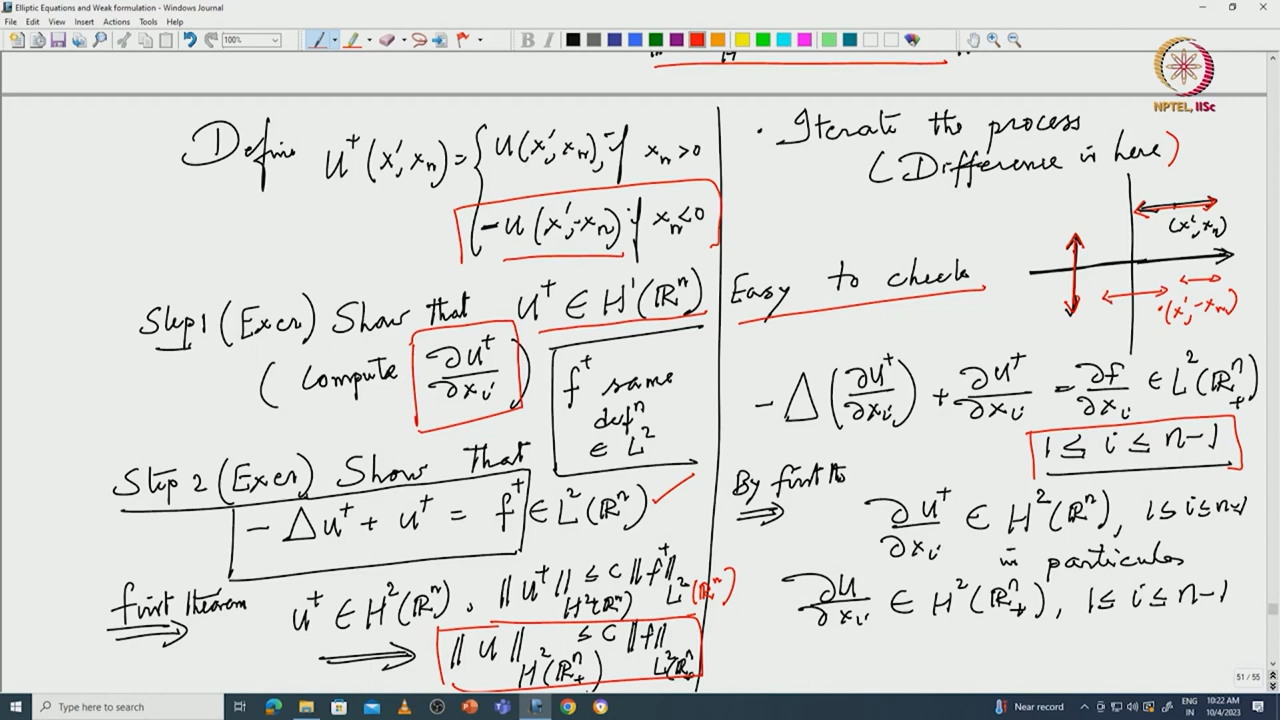 Elliptic Equations and Weak formulation - Windows Journal
File Edit View Insert Actions Tools Help
100%
B I
NPTEL, IISc
Define u⁺(x', xₙ) = { u(x', xₙ), if xₙ > 0
-u(x', -xₙ) if xₙ < 0
Step 1 (Exer) Show that u⁺ ∈ H¹(ℝⁿ)
( compute ∂u⁺/∂xᵢ )
f⁺ same
defⁿ
∈ L²
Step 2 (Exer) Show that
-Δu⁺ + u⁺ = f⁺ ∈ L²(ℝⁿ)
first theorem u⁺ ∈ H²(ℝⁿ), ‖u⁺‖_H²(ℝⁿ) ≤ C ‖f⁺‖_L²(ℝⁿ)
⟹ ‖u‖_H²(ℝⁿ₊) ≤ C ‖f‖_L²(ℝⁿ₊)
· Iterate the process
( Difference is here )
(x', xₙ)
(x', -xₙ)
Easy to check
-Δ(∂u⁺/∂xᵢ) + ∂u⁺/∂xᵢ = ∂f/∂xᵢ ∈ L²(ℝⁿ₊)
1 ≤ i ≤ n-1
By first th
⟹ ∂u⁺/∂xᵢ ∈ H²(ℝⁿ), 1 ≤ i ≤ n-1
in particular
∂u/∂xᵢ ∈ H²(ℝⁿ₊), 1 ≤ i ≤ n-1
51 / 55
Type here to search
Near record
ENG
IN
10:22 AM
10/4/2023